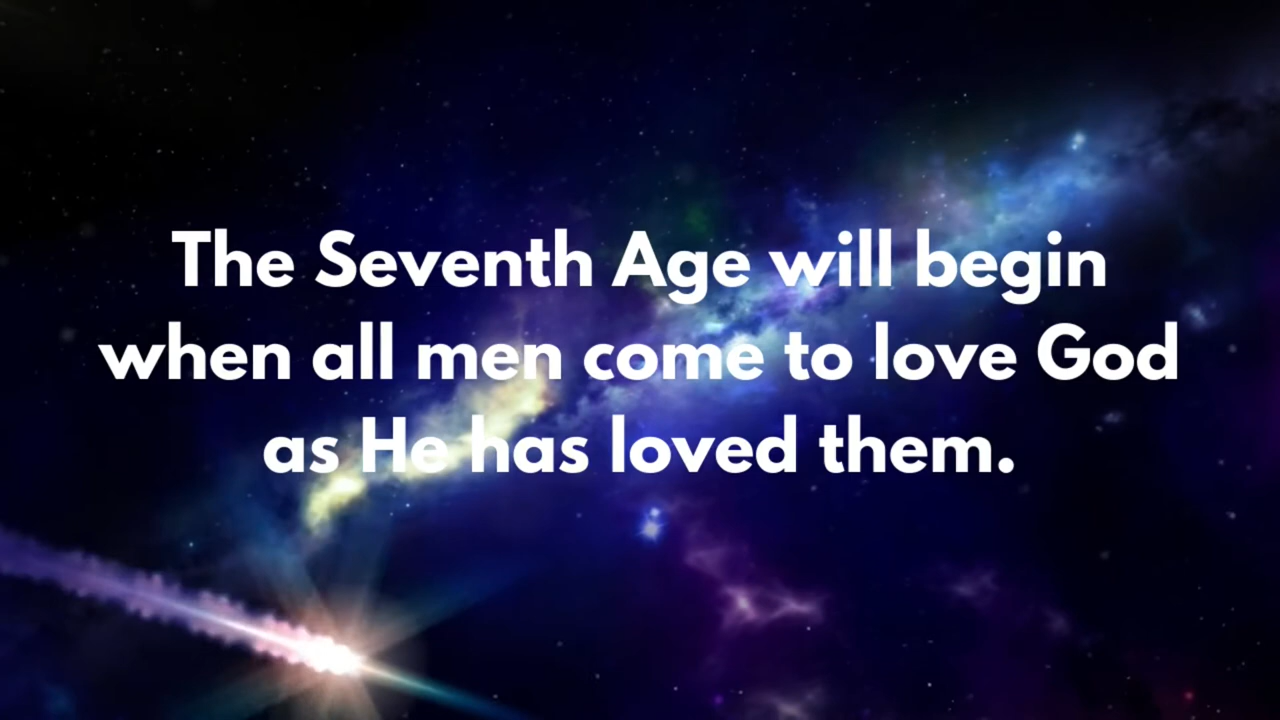 The Seventh Age will begin
when all men come to love God
as He has loved them.